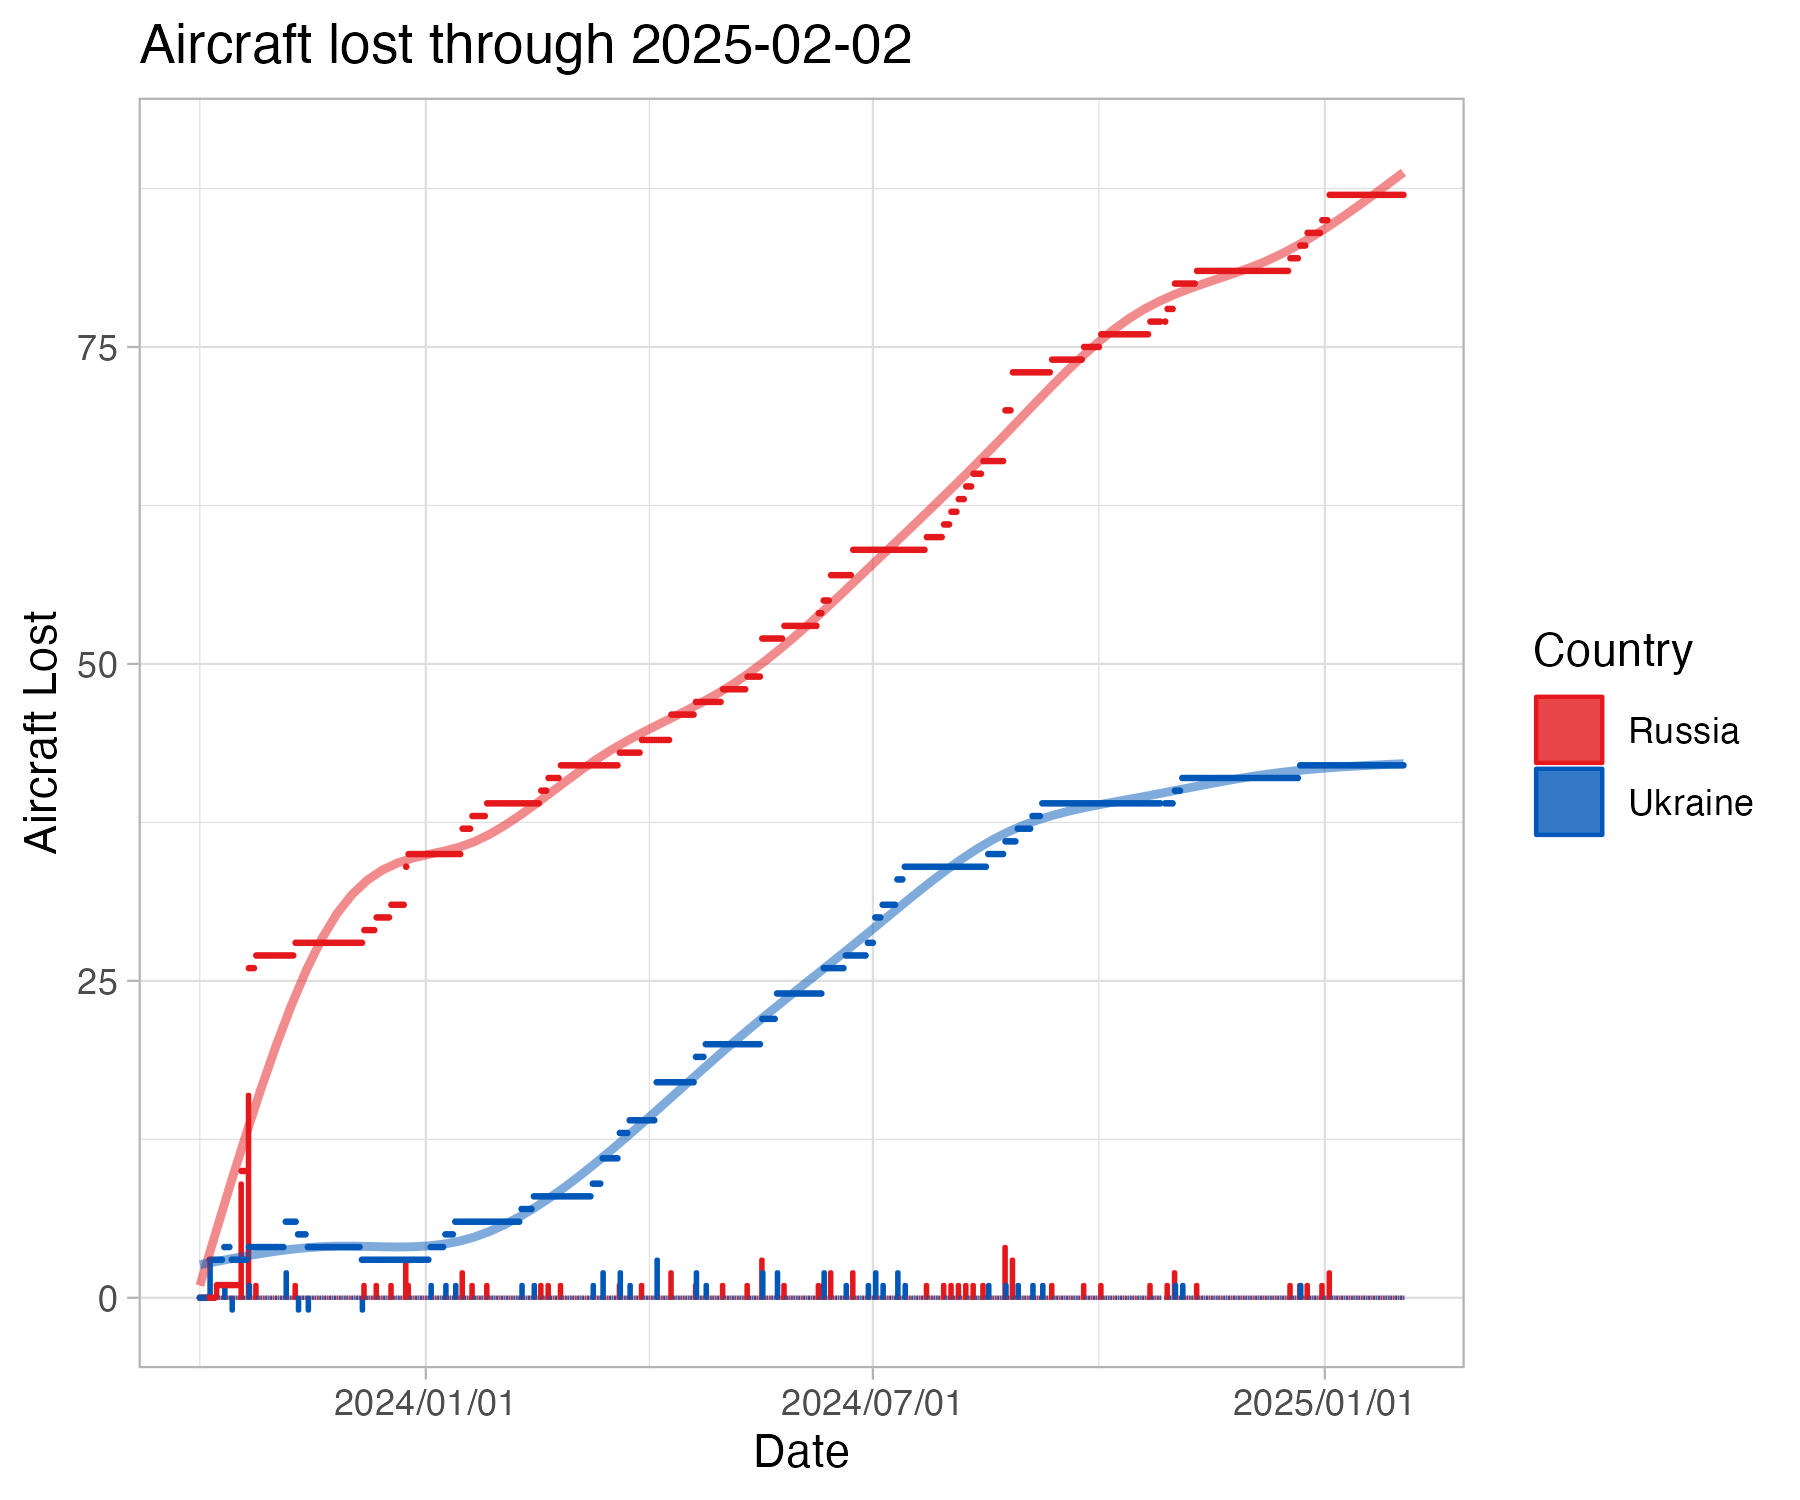 Aircraft lost through 2025-02-02
Aircraft Lost
75
50
25
0
2024/01/01
2024/07/01
2025/01/01
Date
Country
Russia
Ukraine